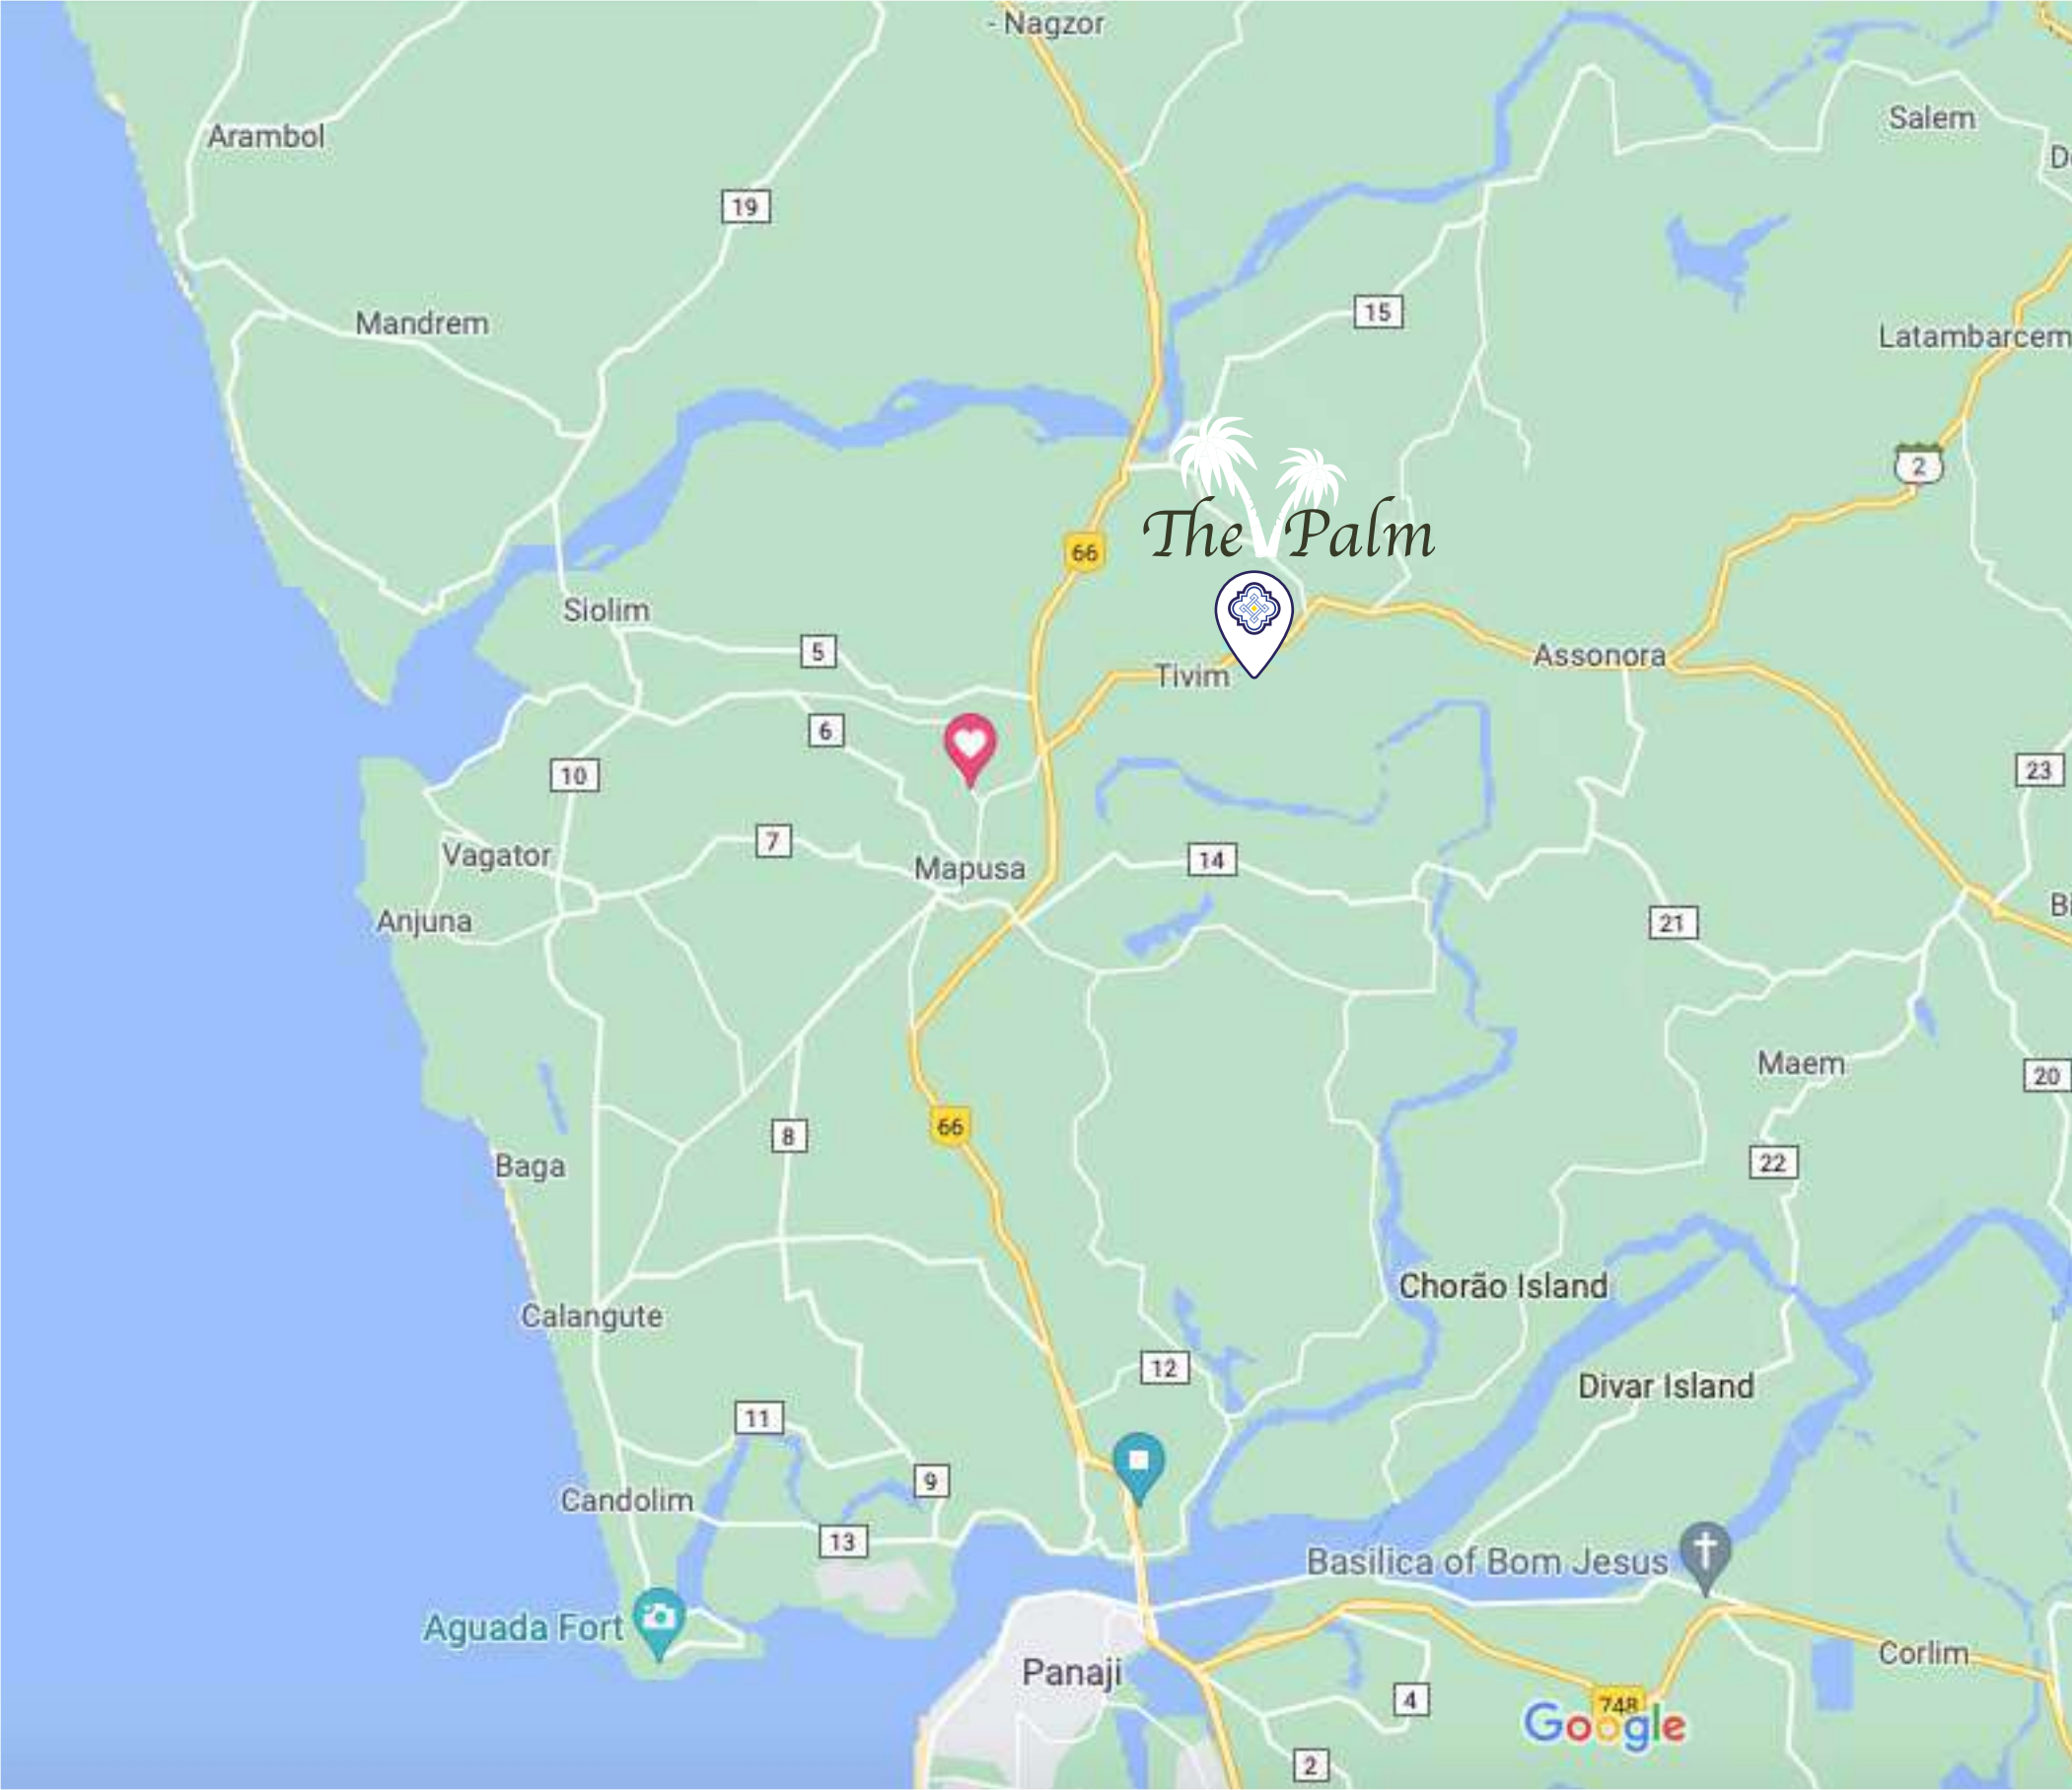 - Nagzor
Arambol
Salem
D
19
15
Mandrem
Latambarcem
2
The Palm
66
Siolim
5
Assonora
Tivim
6
10
23
7
Vagator
14
Mapusa
Anjuna
21
Bi
Maem
20
66
8
22
Baga
Chorão Island
Calangute
12
Divar Island
11
9
Candolim
13
Basilica of Bom Jesus
Aguada Fort
Corlim
Panaji
4
748
Google
2